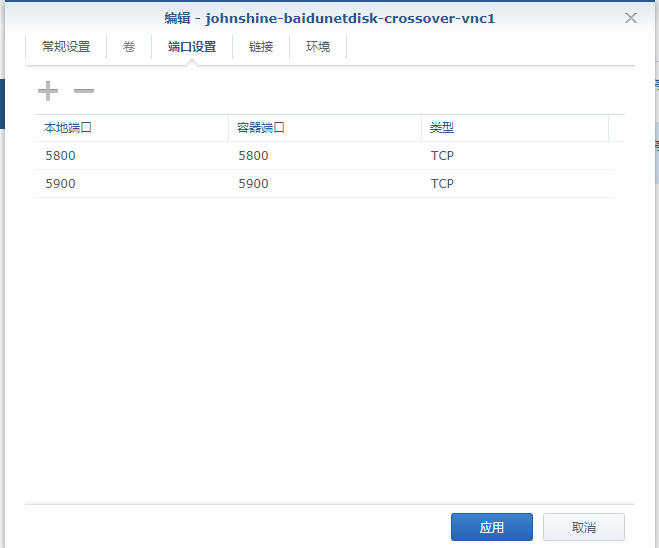 编辑 - johnshine-baidunetdisk-crossover-vnc1
常规设置 卷 端口设置 链接 环境
本地端口 容器端口 类型
5800 5800 TCP
5900 5900 TCP
应用 取消